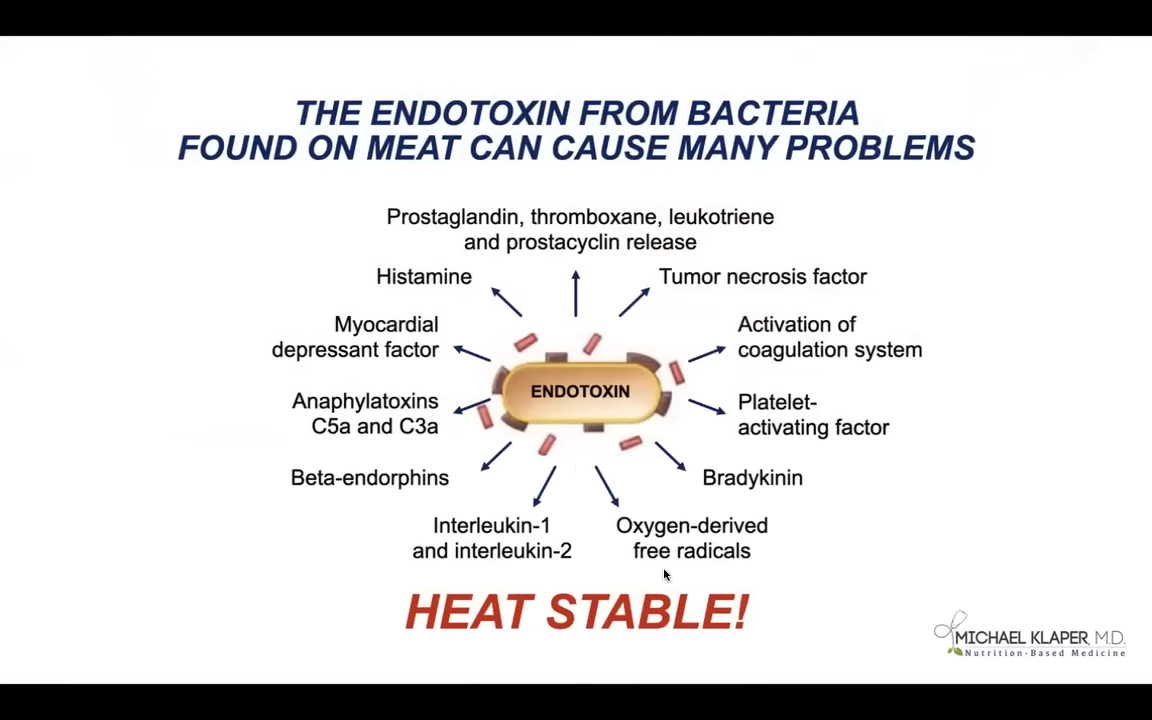 THE ENDOTOXIN FROM BACTERIA
FOUND ON MEAT CAN CAUSE MANY PROBLEMS
Prostaglandin, thromboxane, leukotriene
and prostacyclin release
Histamine
Tumor necrosis factor
Myocardial
depressant factor
Activation of
coagulation system
ENDOTOXIN
Anaphylatoxins
C5a and C3a
Platelet-
activating factor
Beta-endorphins
Bradykinin
Interleukin-1
and interleukin-2
Oxygen-derived
free radicals
HEAT STABLE!
MICHAEL KLAPER, M.D.
Nutrition-Based Medicine